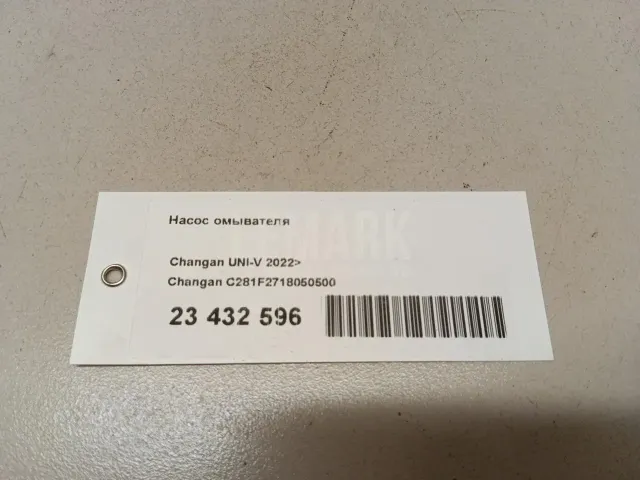 Насос омывателя
Changan UNI-V 2022>
Changan C281F2718050500
23 432 596